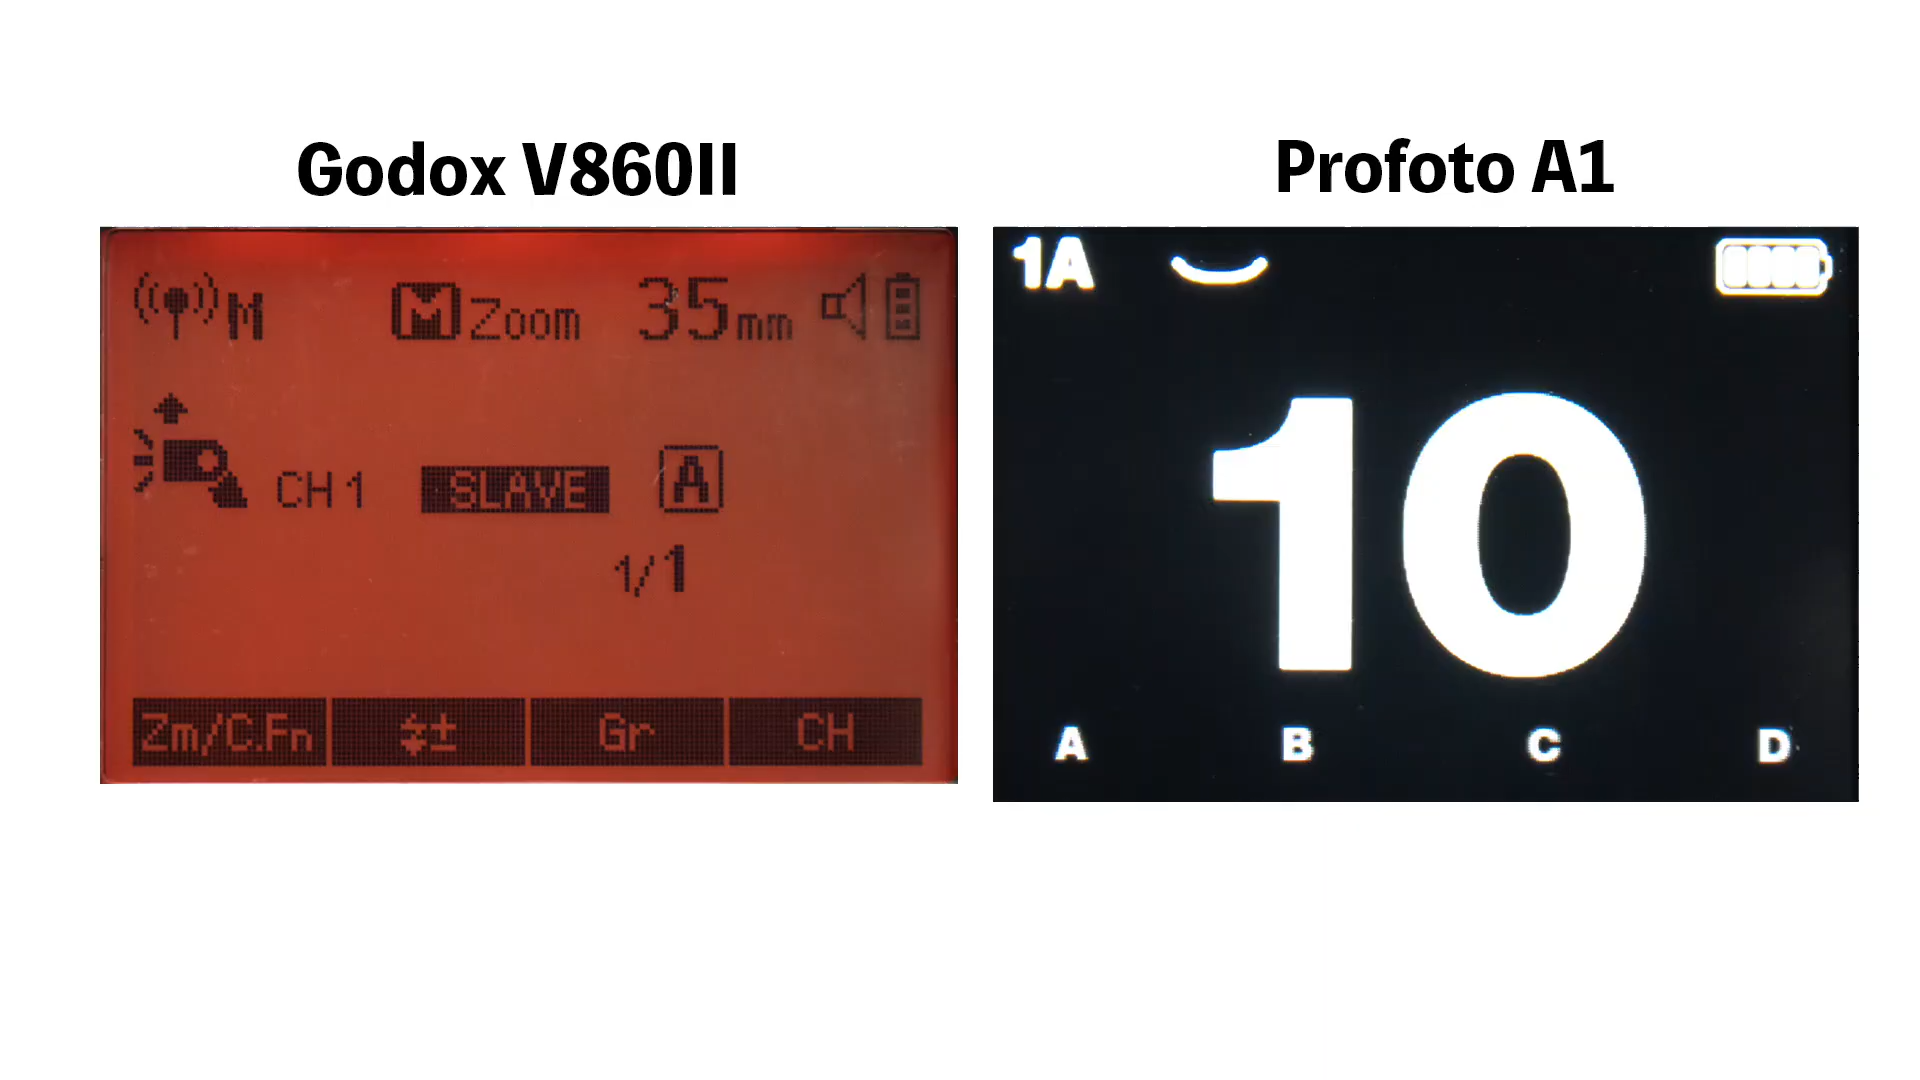 Godox V860II
M M Zoom 35mm
CH 1 SLAVE A
1/1
Zm/C.Fn ± Gr CH
Profoto A1
1A
10
A B C D